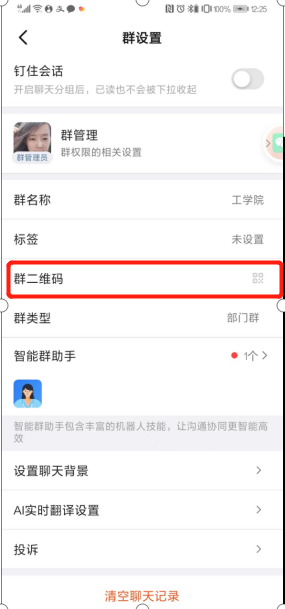 100% 12:25
群设置
钉住会话
开启聊天分组后，已读也不会被下拉收起
群管理
群权限的相关设置
群管理员
群名称 工学院
标签 未设置
群二维码
群类型 部门群
智能群助手 1个
智能群助手包含丰富的机器人技能，让沟通协同更智能高
效
设置聊天背景
AI实时翻译设置
投诉
清空聊天记录